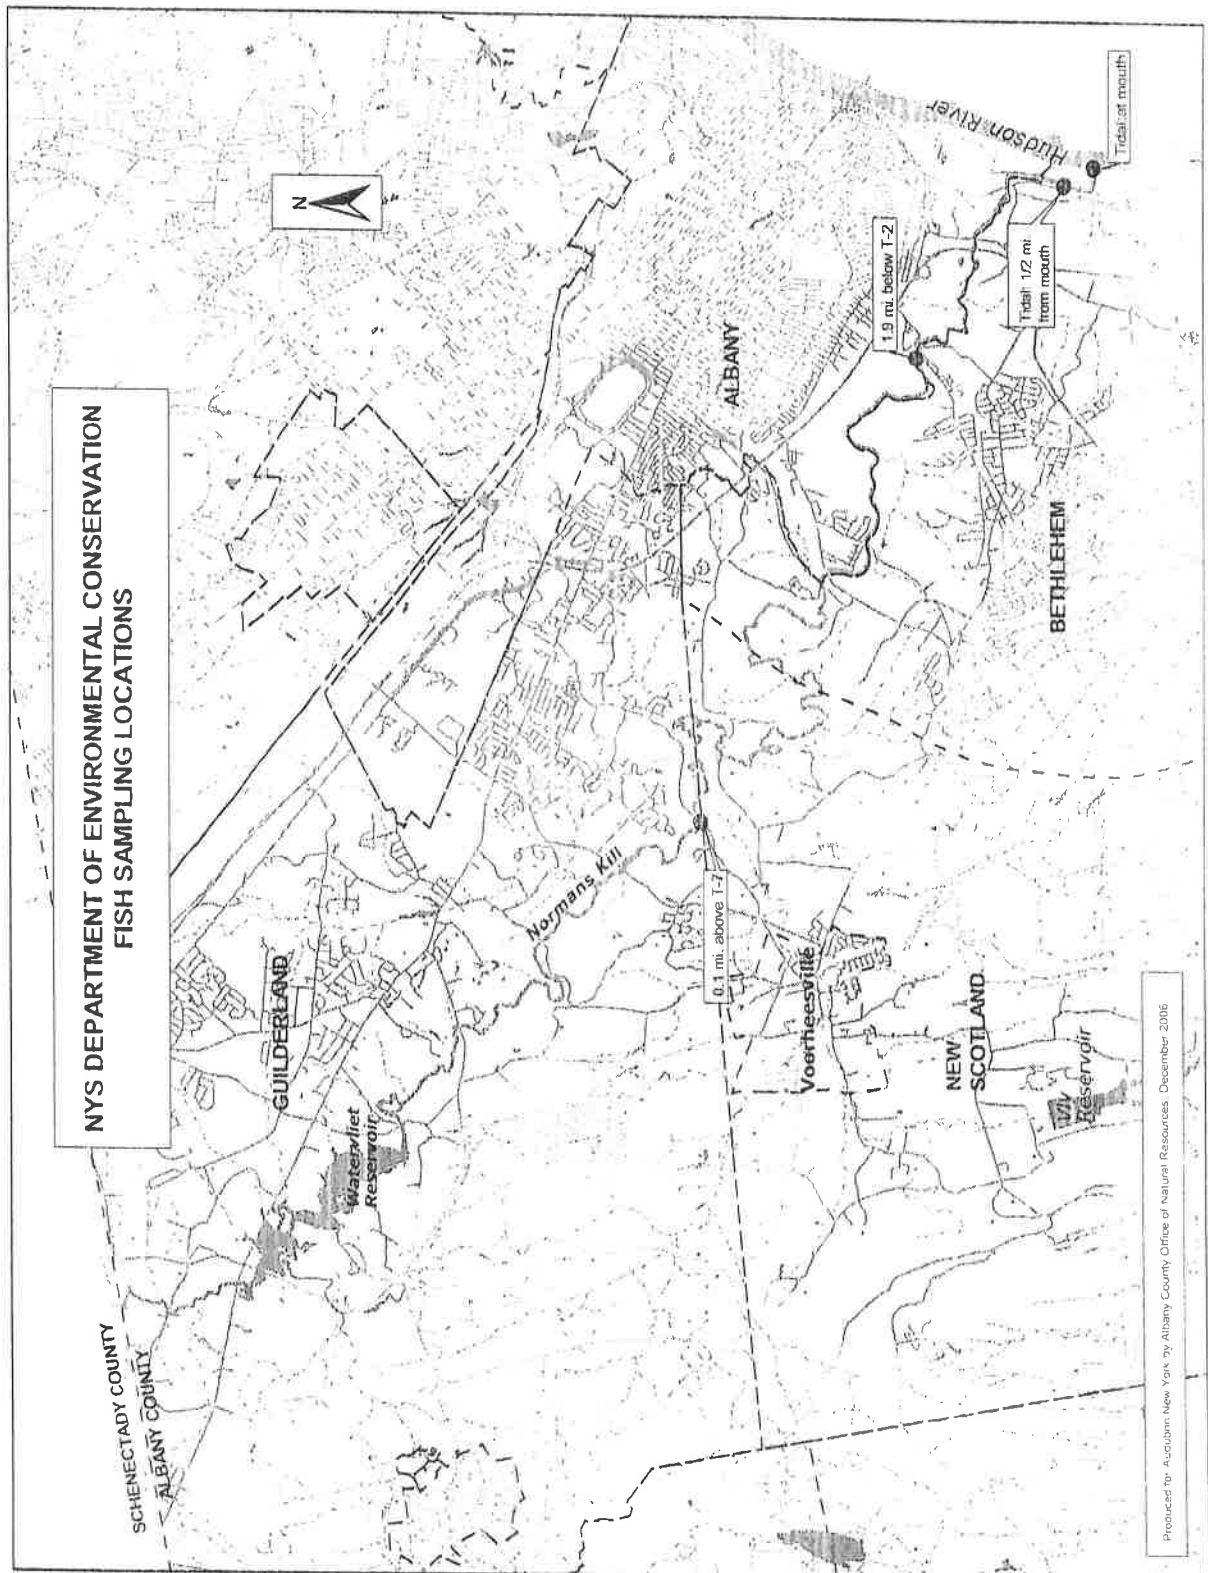 NYS DEPARTMENT OF ENVIRONMENTAL CONSERVATION
FISH SAMPLING LOCATIONS
N
SCHENECTADY COUNTY
ALBANY COUNTY
GUILDERLAND
Watervliet
Reservoir
Normans Kill
ALBANY
Hudson River
1.9 mi. below T-2
Tidal: at mouth
Tidal: 1/2 mi.
from mouth
0.1 mi. above T-7
Voorheesville
BETHLEHEM
NEW
SCOTLAND
Vly
Reservoir
Produced for Audubon New York by Albany County Office of Natural Resources, December 2006